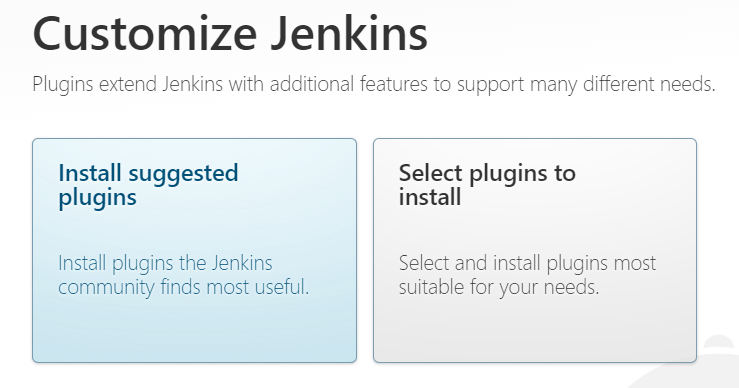 Customize Jenkins
Plugins extend Jenkins with additional features to support many different needs.
Install suggested
plugins
Install plugins the Jenkins
community finds most useful.
Select plugins to
install
Select and install plugins most
suitable for your needs.